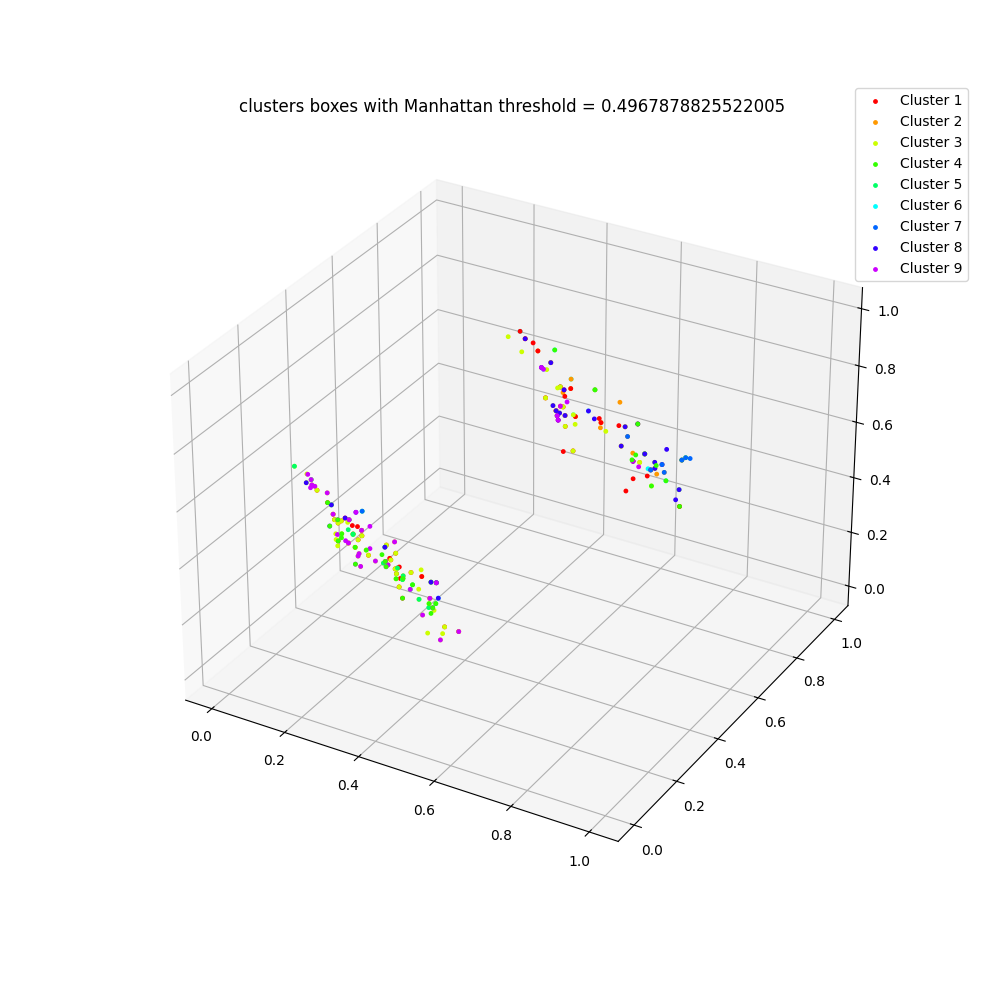 clusters boxes with Manhattan threshold = 0.4967878825522005
Cluster 1
Cluster 2
Cluster 3
Cluster 4
Cluster 5
Cluster 6
Cluster 7
Cluster 8
Cluster 9
1.0
0.8
0.6
0.4
0.2
0.0
1.0
0.8
0.6
0.4
0.2
0.0
0.0
0.2
0.4
0.6
0.8
1.0